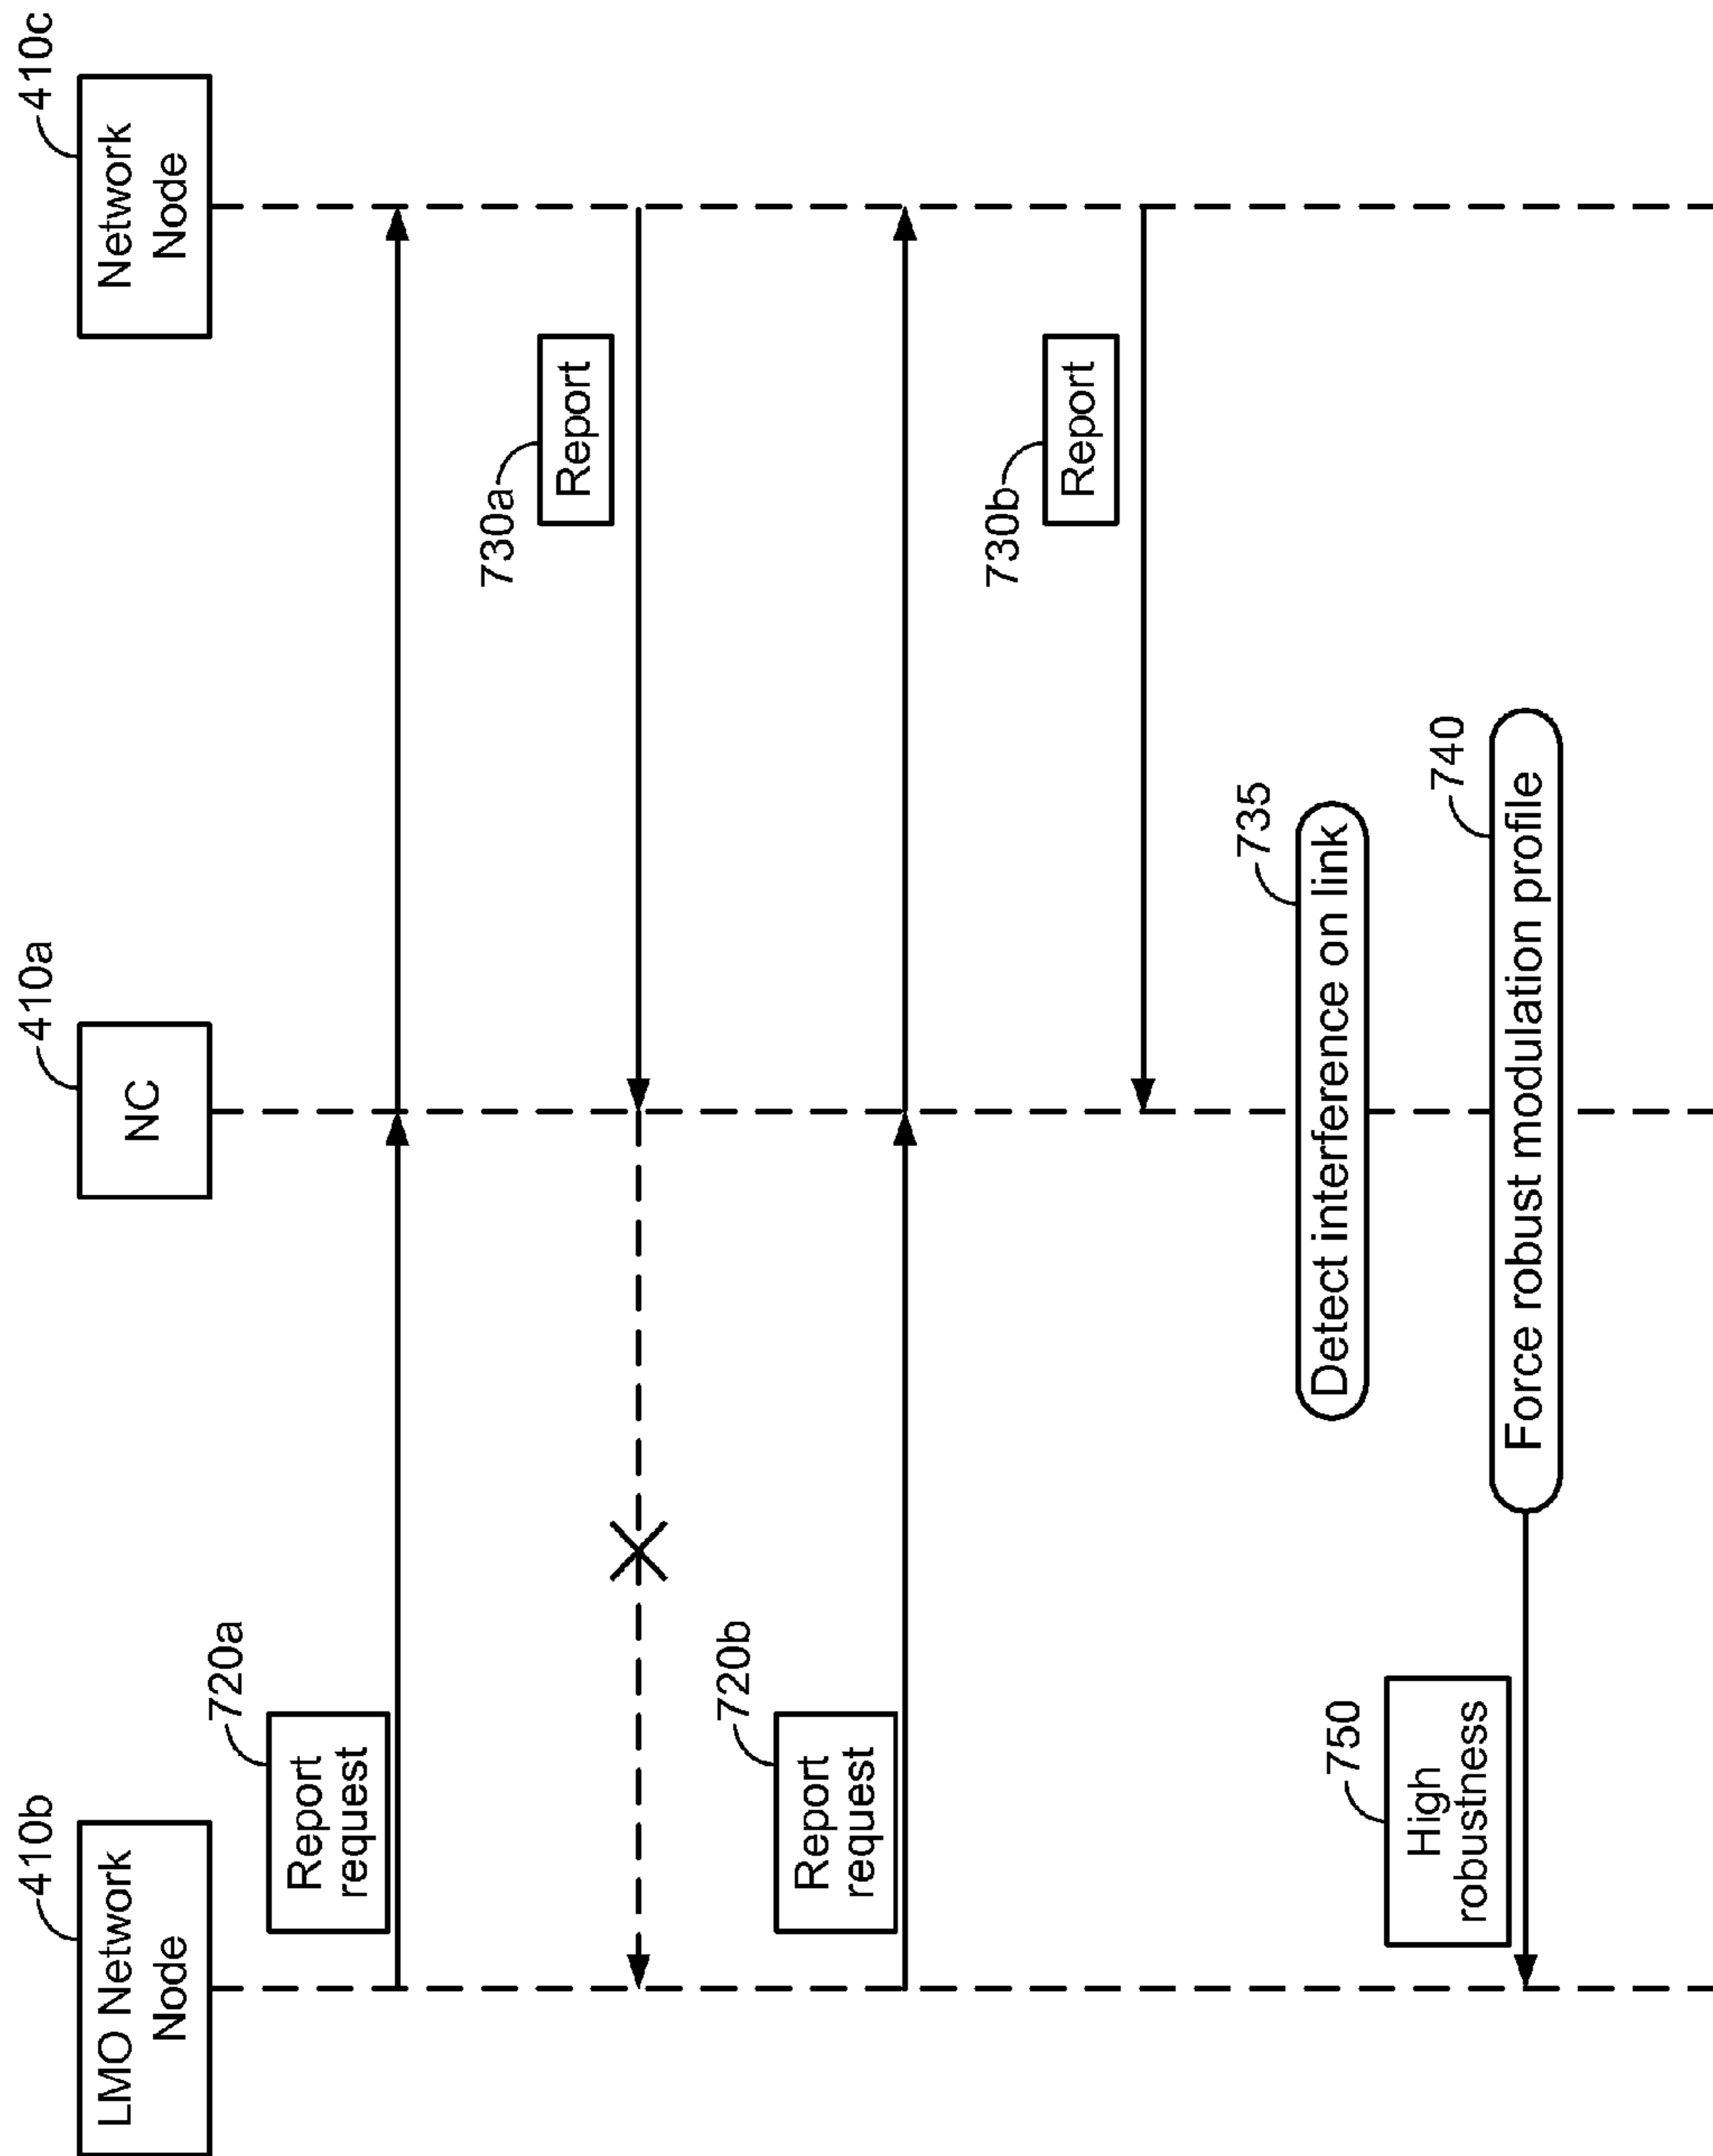 410b
LMO Network
Node
410a
NC
410c
Network
Node
720a
Report
request
730a
Report
720b
Report
request
730b
Report
735
Detect interference on link
740
Force robust modulation profile
750
High
robustness